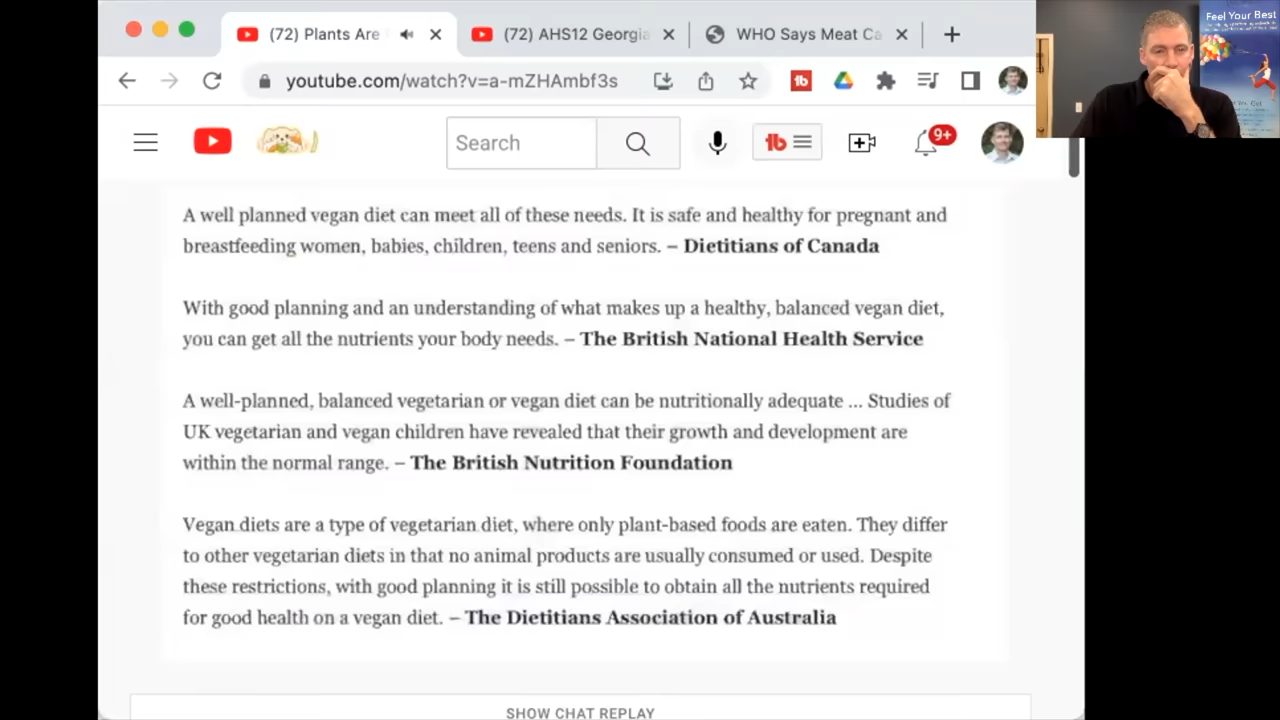 (72) Plants Are
(72) AHS12 Georgia
WHO Says Meat Ca
youtube.com/watch?v=a-mZHAmbf3s
Search
9+
A well planned vegan diet can meet all of these needs. It is safe and healthy for pregnant and
breastfeeding women, babies, children, teens and seniors. – Dietitians of Canada
With good planning and an understanding of what makes up a healthy, balanced vegan diet,
you can get all the nutrients your body needs. – The British National Health Service
A well-planned, balanced vegetarian or vegan diet can be nutritionally adequate ... Studies of
UK vegetarian and vegan children have revealed that their growth and development are
within the normal range. – The British Nutrition Foundation
Vegan diets are a type of vegetarian diet, where only plant-based foods are eaten. They differ
to other vegetarian diets in that no animal products are usually consumed or used. Despite
these restrictions, with good planning it is still possible to obtain all the nutrients required
for good health on a vegan diet. – The Dietitians Association of Australia
SHOW CHAT REPLAY
Feel Your Best